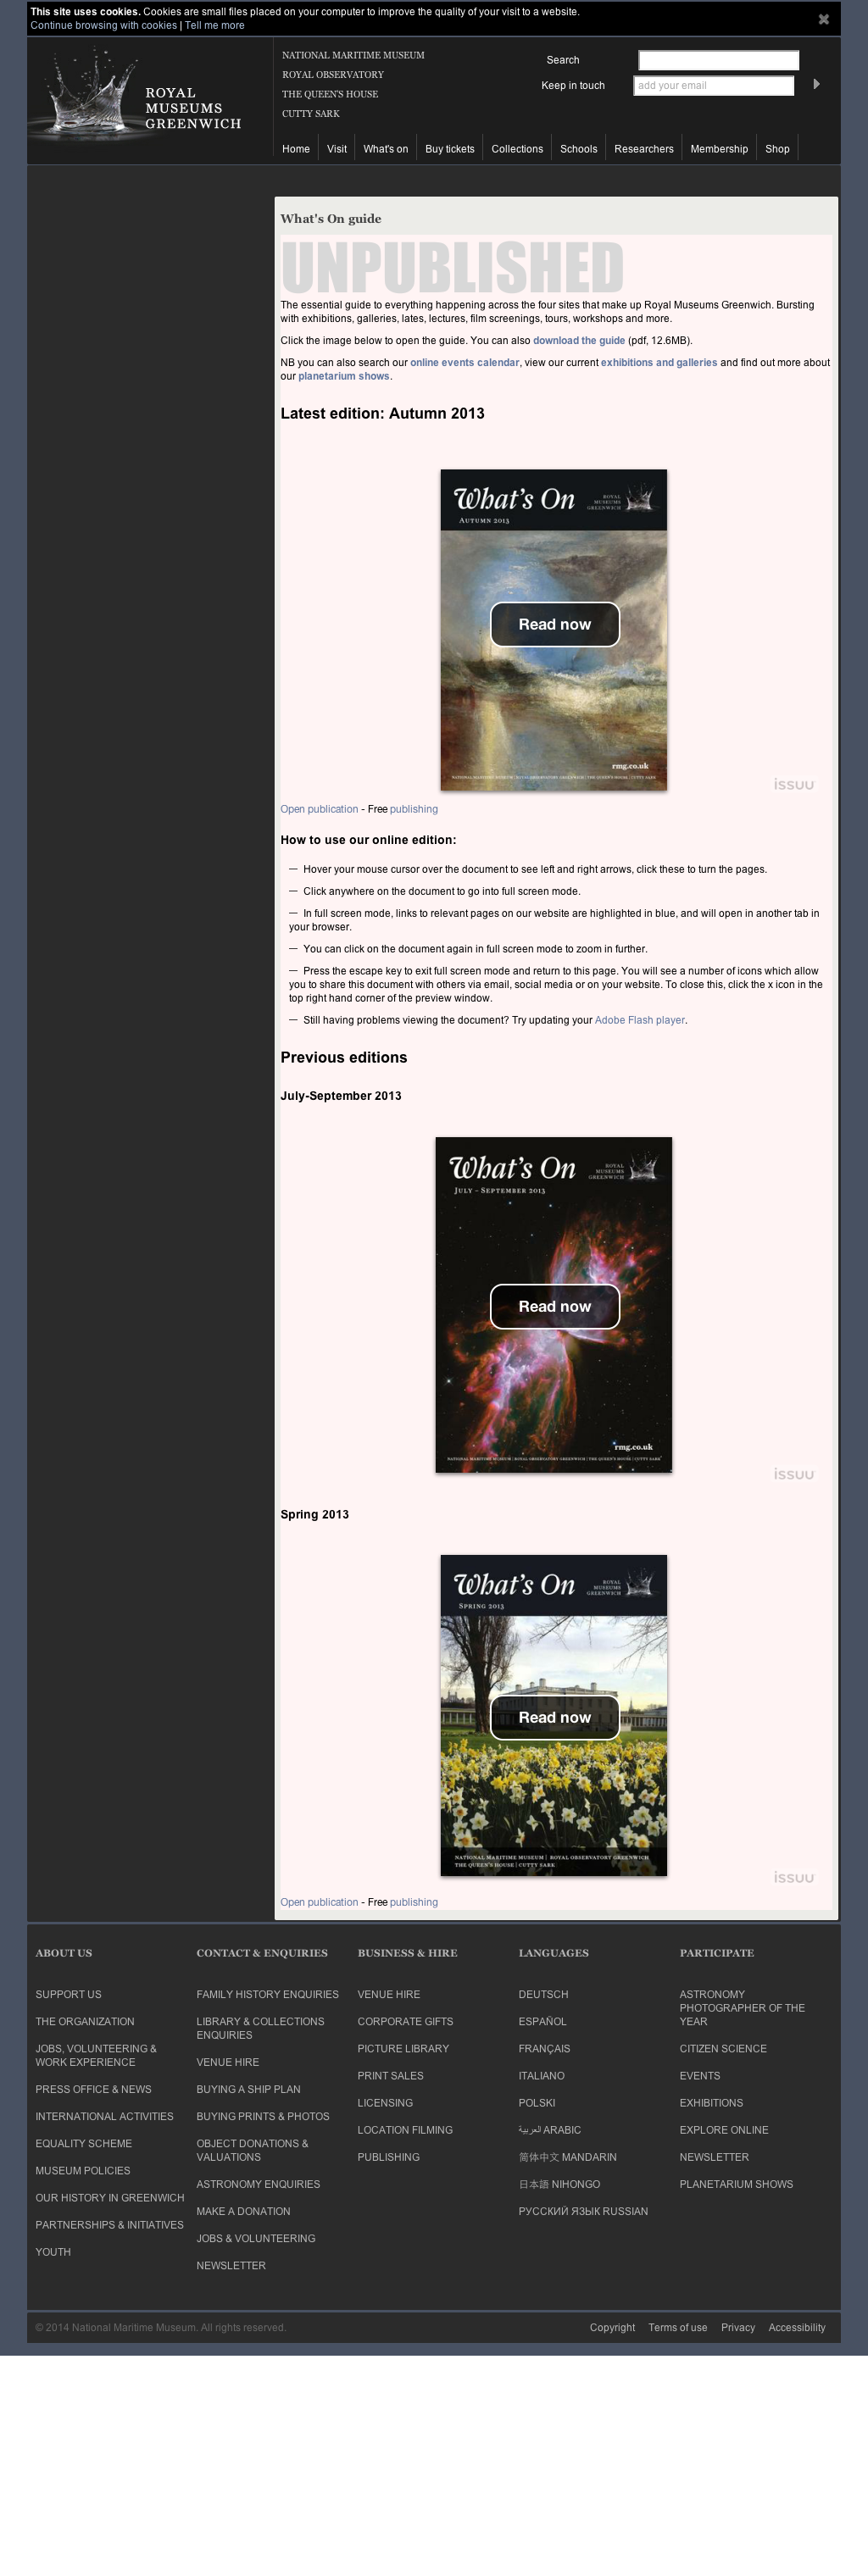 This site uses cookies. Cookies are small files placed on your computer to improve the quality of your visit to a website.
Continue browsing with cookies | Tell me more
ROYAL
MUSEUMS
GREENWICH
NATIONAL MARITIME MUSEUM
ROYAL OBSERVATORY
THE QUEEN'S HOUSE
CUTTY SARK
Search
Keep in touch
add your email
Home
Visit
What's on
Buy tickets
Collections
Schools
Researchers
Membership
Shop
What's On guide
UNPUBLISHED
The essential guide to everything happening across the four sites that make up Royal Museums Greenwich. Bursting
with exhibitions, galleries, lates, lectures, film screenings, tours, workshops and more.
Click the image below to open the guide. You can also download the guide (pdf, 12.6MB).
NB you can also search our online events calendar, view our current exhibitions and galleries and find out more about
our planetarium shows.
Latest edition: Autumn 2013
What's On
ROYAL
MUSEUMS
GREENWICH
AUTUMN 2013
Read now
rmg.co.uk
NATIONAL MARITIME MUSEUM | ROYAL OBSERVATORY GREENWICH | THE QUEEN'S HOUSE | CUTTY SARK
issuu
Open publication - Free publishing
How to use our online edition:
— Hover your mouse cursor over the document to see left and right arrows, click these to turn the pages.
— Click anywhere on the document to go into full screen mode.
— In full screen mode, links to relevant pages on our website are highlighted in blue, and will open in another tab in
your browser.
— You can click on the document again in full screen mode to zoom in further.
— Press the escape key to exit full screen mode and return to this page. You will see a number of icons which allow
you to share this document with others via email, social media or on your website. To close this, click the x icon in the
top right hand corner of the preview window.
— Still having problems viewing the document? Try updating your Adobe Flash player.
Previous editions
July-September 2013
What's On
ROYAL
MUSEUMS
GREENWICH
JULY – SEPTEMBER 2013
Read now
rmg.co.uk
NATIONAL MARITIME MUSEUM | ROYAL OBSERVATORY GREENWICH | THE QUEEN'S HOUSE | CUTTY SARK
issuu
Spring 2013
What's On
ROYAL
MUSEUMS
GREENWICH
SPRING 2013
Read now
NATIONAL MARITIME MUSEUM | ROYAL OBSERVATORY GREENWICH
THE QUEEN'S HOUSE | CUTTY SARK
issuu
Open publication - Free publishing
ABOUT US
SUPPORT US
THE ORGANIZATION
JOBS, VOLUNTEERING &
WORK EXPERIENCE
PRESS OFFICE & NEWS
INTERNATIONAL ACTIVITIES
EQUALITY SCHEME
MUSEUM POLICIES
OUR HISTORY IN GREENWICH
PARTNERSHIPS & INITIATIVES
YOUTH
CONTACT & ENQUIRIES
FAMILY HISTORY ENQUIRIES
LIBRARY & COLLECTIONS
ENQUIRIES
VENUE HIRE
BUYING A SHIP PLAN
BUYING PRINTS & PHOTOS
OBJECT DONATIONS &
VALUATIONS
ASTRONOMY ENQUIRIES
MAKE A DONATION
JOBS & VOLUNTEERING
NEWSLETTER
BUSINESS & HIRE
VENUE HIRE
CORPORATE GIFTS
PICTURE LIBRARY
PRINT SALES
LICENSING
LOCATION FILMING
PUBLISHING
LANGUAGES
DEUTSCH
ESPAÑOL
FRANÇAIS
ITALIANO
POLSKI
العربية ARABIC
简体中文 MANDARIN
日本語 NIHONGO
РУССКИЙ ЯЗЫК RUSSIAN
PARTICIPATE
ASTRONOMY
PHOTOGRAPHER OF THE
YEAR
CITIZEN SCIENCE
EVENTS
EXHIBITIONS
EXPLORE ONLINE
NEWSLETTER
PLANETARIUM SHOWS
© 2014 National Maritime Museum. All rights reserved.
Copyright
Terms of use
Privacy
Accessibility